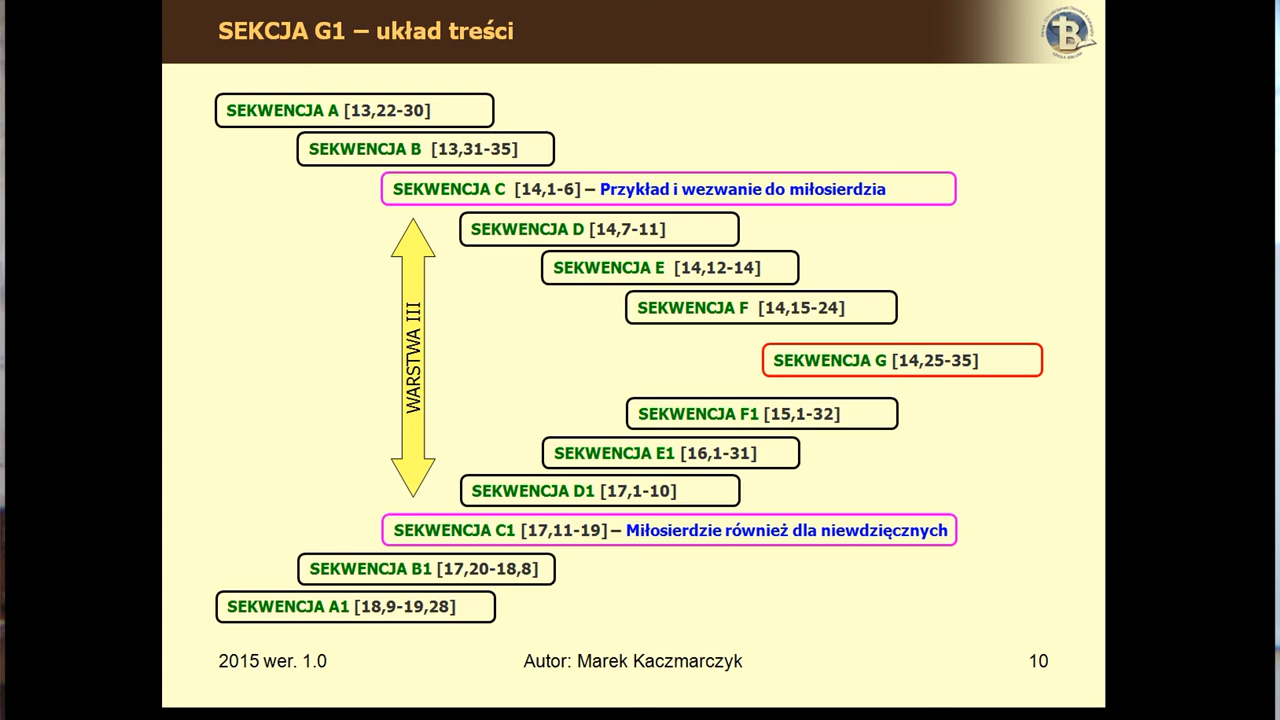 SEKCJA G1 – układ treści
SEKWENCJA A [13,22-30]
SEKWENCJA B [13,31-35]
SEKWENCJA C [14,1-6] – Przykład i wezwanie do miłosierdzia
SEKWENCJA D [14,7-11]
SEKWENCJA E [14,12-14]
SEKWENCJA F [14,15-24]
WARSTWA III
SEKWENCJA G [14,25-35]
SEKWENCJA F1 [15,1-32]
SEKWENCJA E1 [16,1-31]
SEKWENCJA D1 [17,1-10]
SEKWENCJA C1 [17,11-19] – Miłosierdzie również dla niewdzięcznych
SEKWENCJA B1 [17,20-18,8]
SEKWENCJA A1 [18,9-19,28]
2015 wer. 1.0 Autor: Marek Kaczmarczyk 10